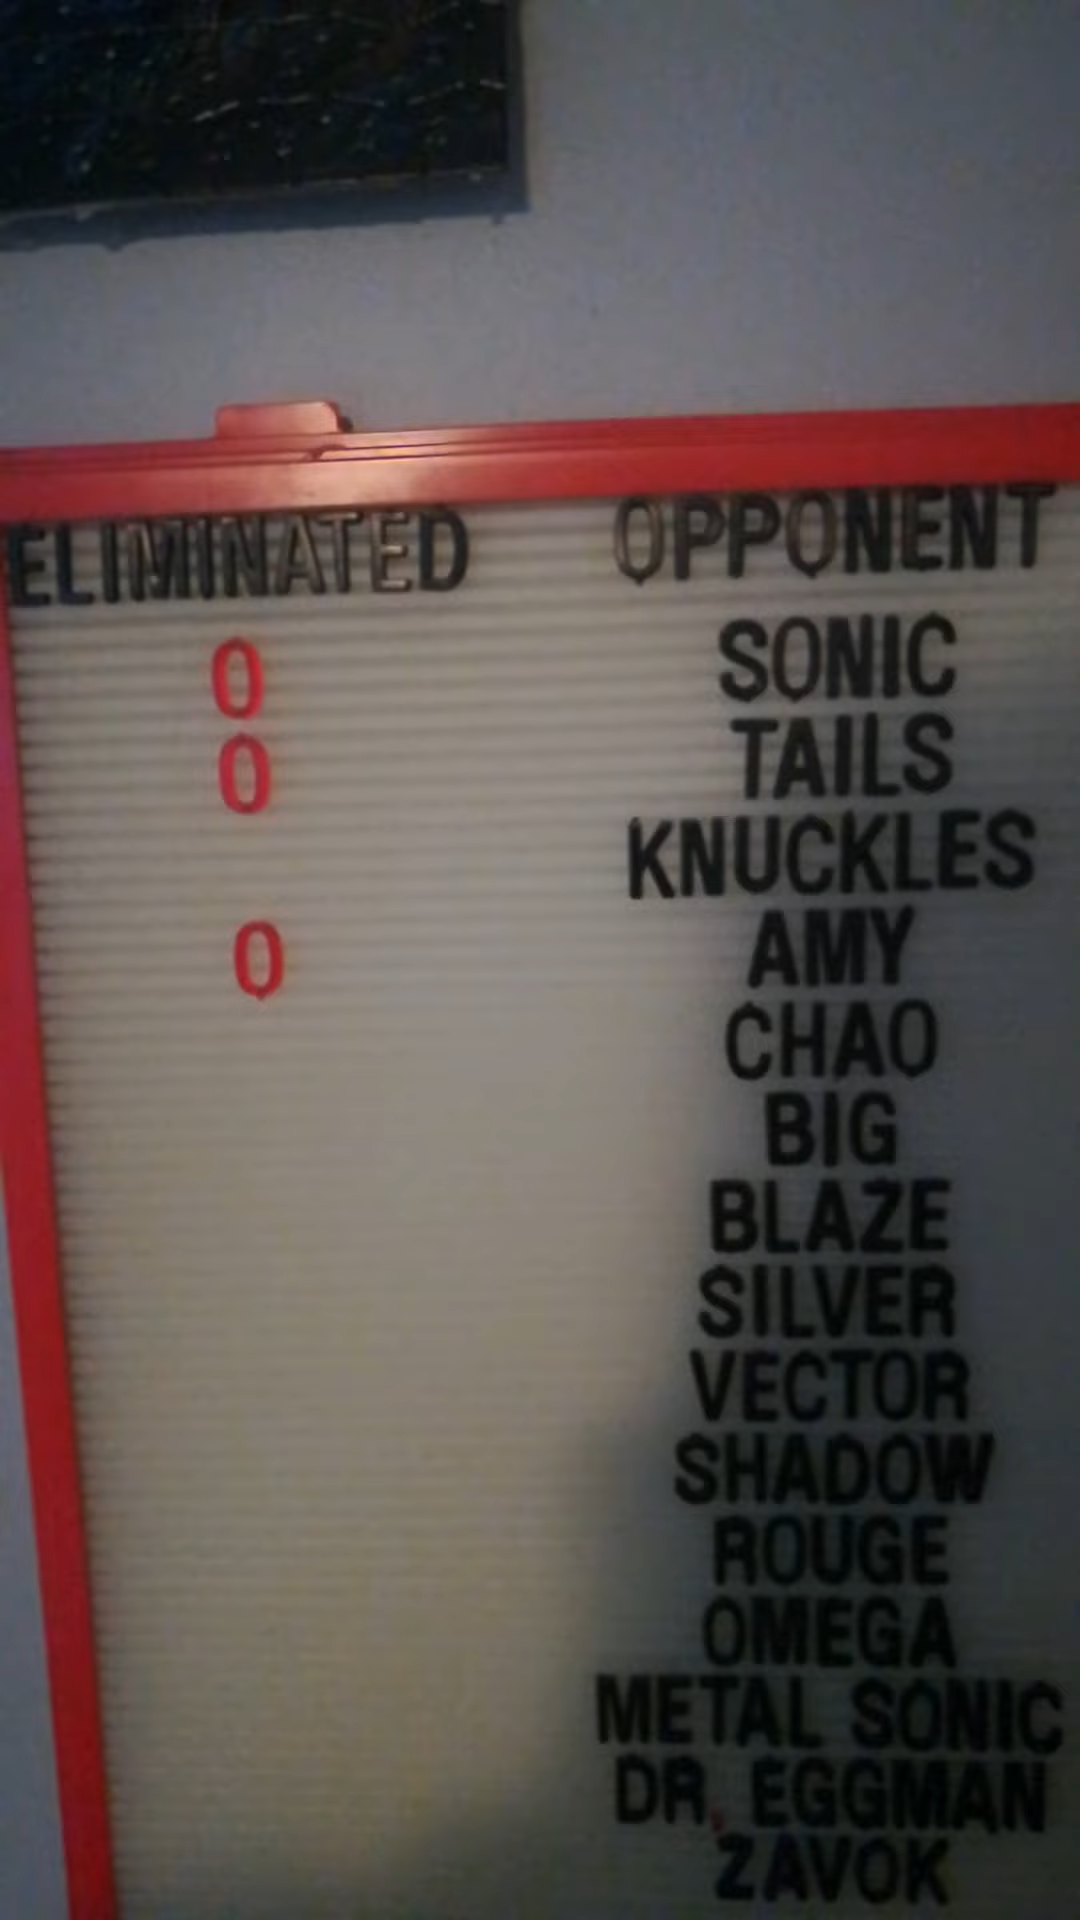 ELIMINATED OPPONENT
0 SONIC
0 TAILS
KNUCKLES
0 AMY
CHAO
BIG
BLAZE
SILVER
VECTOR
SHADOW
ROUGE
OMEGA
METAL SONIC
DR. EGGMAN
ZAVOK